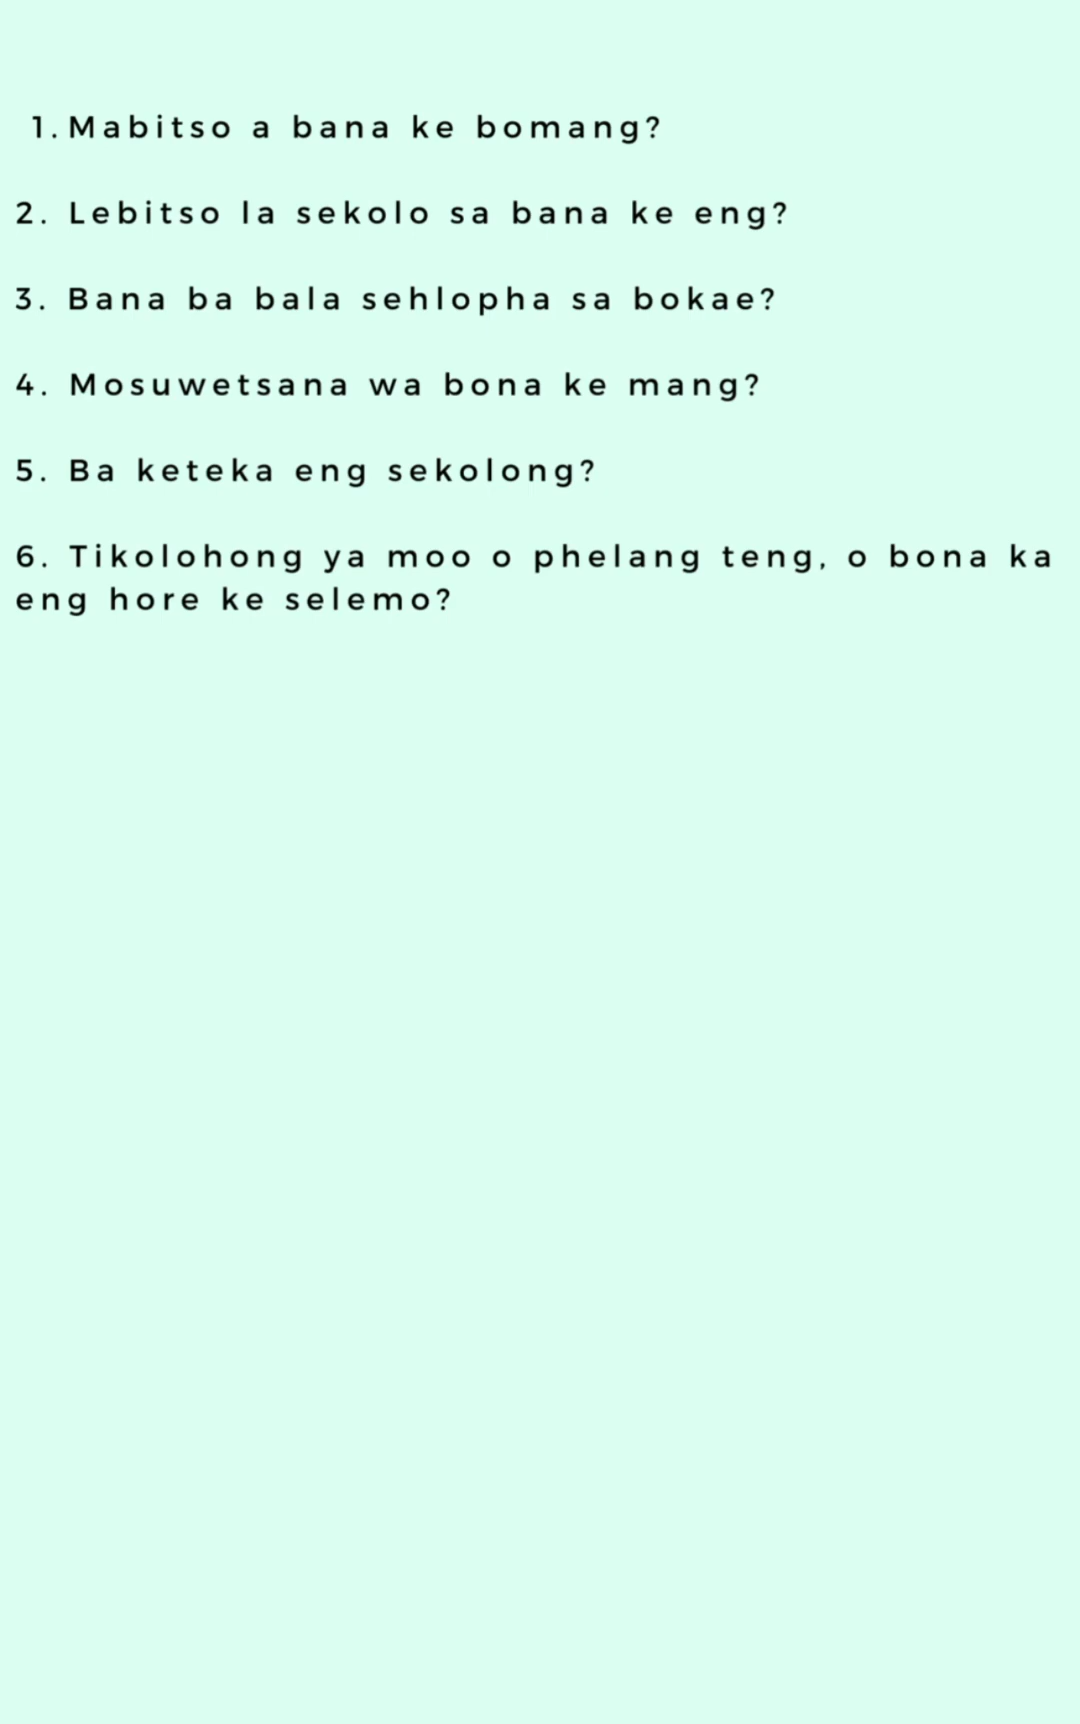 1. Mabitso a bana ke bomang?
2. Lebitso la sekolo sa bana ke eng?
3. Bana ba bala sehlopha sa bokae?
4. Mosuwetsana wa bona ke mang?
5. Ba keteka eng sekolong?
6. Tikolohong ya moo o phelang teng, o bona ka
eng hore ke selemo?